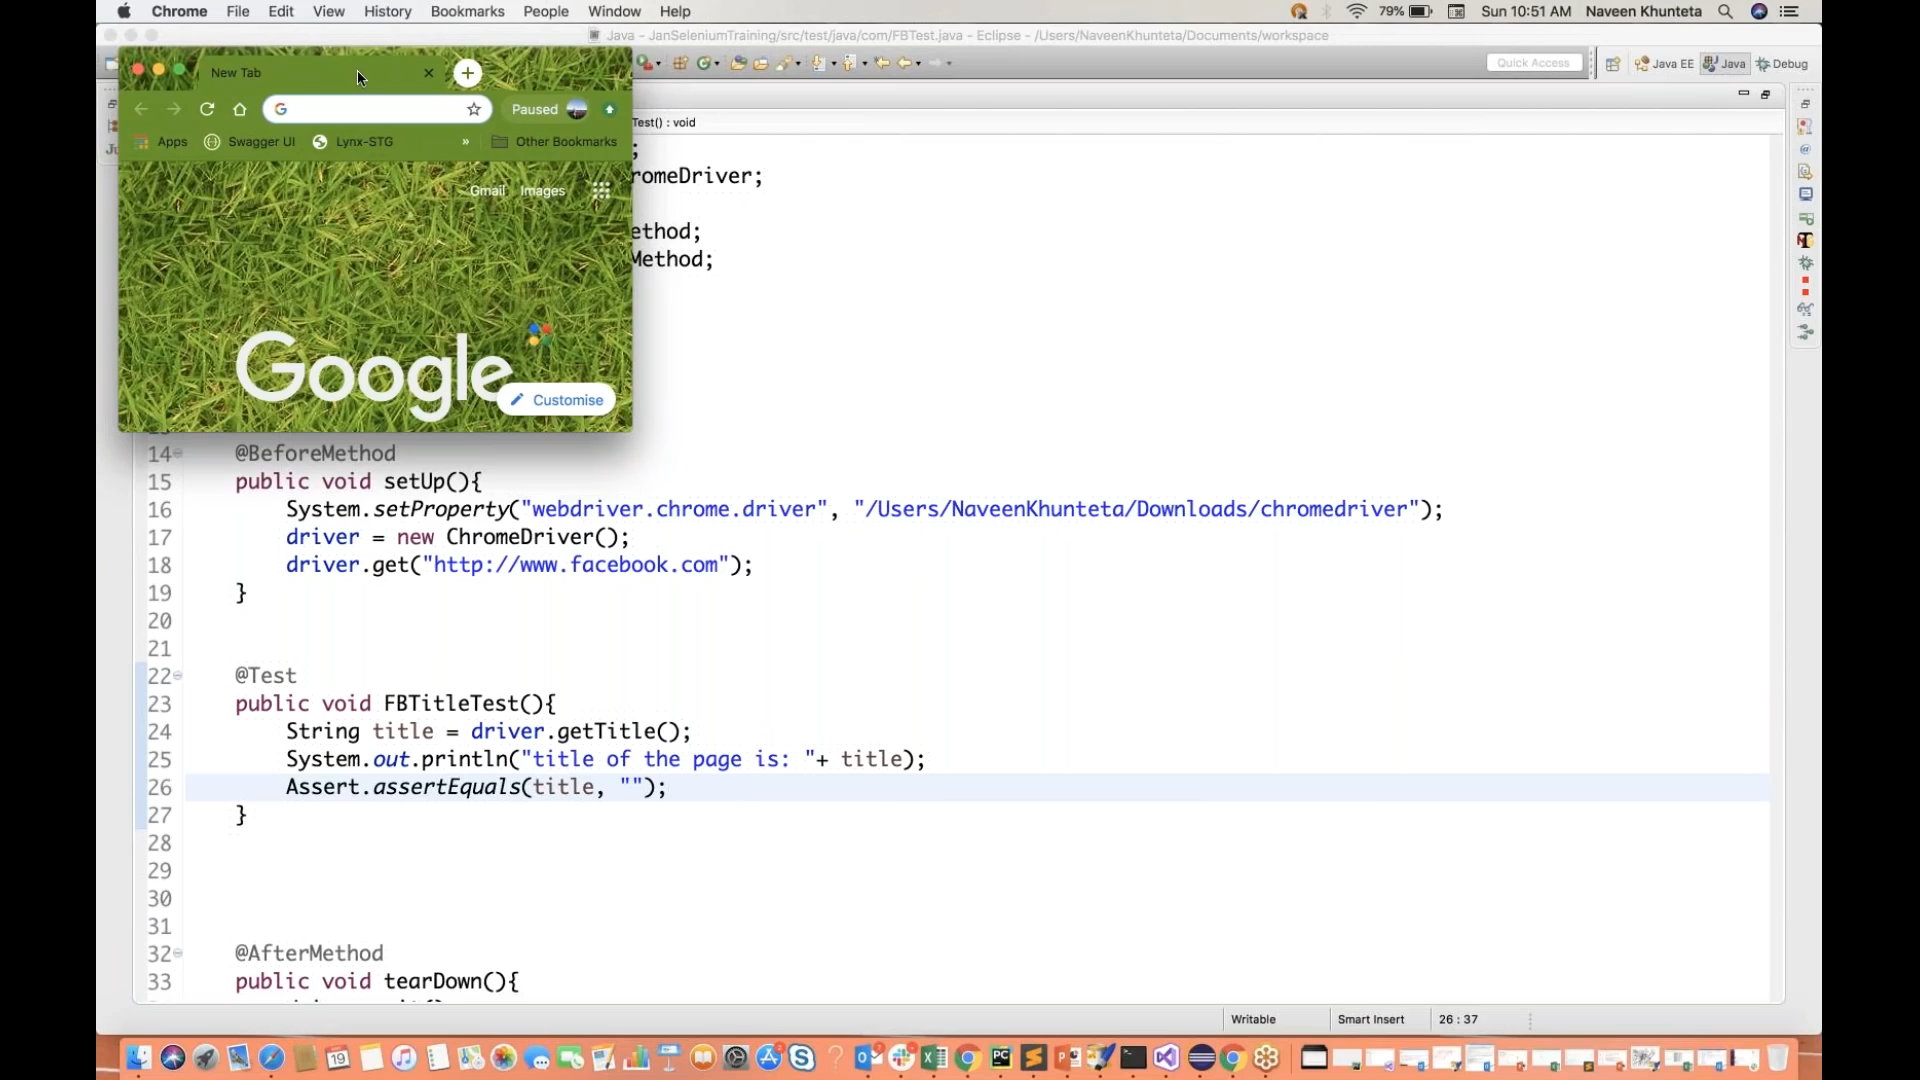 Chrome File Edit View History Bookmarks People Window Help 79% Sun 10:51 AM Naveen Khunteta
Java - JanSeleniumTraining/src/test/java/com/FBTest.java - Eclipse - /Users/NaveenKhunteta/Documents/workspace
Quick Access Java EE Java Debug
New Tab
Paused
Apps Swagger UI Lynx-STG » Other Bookmarks
Gmail Images
Google
Customise
Test() : void
;
romeDriver;
ethod;
Method;
14 @BeforeMethod
15 public void setUp(){
16 System.setProperty("webdriver.chrome.driver", "/Users/NaveenKhunteta/Downloads/chromedriver");
17 driver = new ChromeDriver();
18 driver.get("http://www.facebook.com");
19 }
20
21
22 @Test
23 public void FBTitleTest(){
24 String title = driver.getTitle();
25 System.out.println("title of the page is: "+ title);
26 Assert.assertEquals(title, "");
27 }
28
29
30
31
32 @AfterMethod
33 public void tearDown(){
Writable Smart Insert 26 : 37